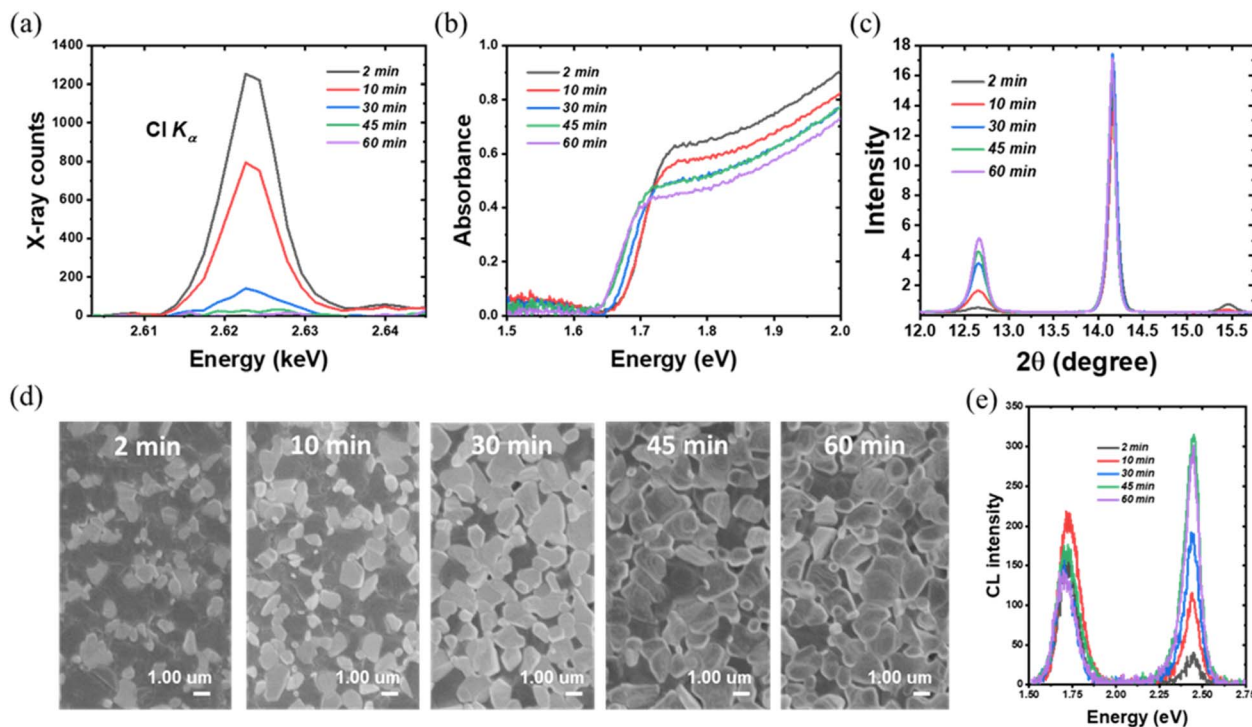 (a)
1400
1200
1000
800
600
400
200
0
X-ray counts
Cl Kα
2 min
10 min
30 min
45 min
60 min
2.61
2.62
2.63
2.64
Energy (keV)
(b)
1.0
0.8
0.6
0.4
0.2
0.0
Absorbance
2 min
10 min
30 min
45 min
60 min
1.5
1.6
1.7
1.8
1.9
2.0
Energy (eV)
(c)
18
16
14
12
10
8
6
4
2
Intensity
2 min
10 min
30 min
45 min
60 min
12.0
12.5
13.0
13.5
14.0
14.5
15.0
15.5
2θ (degree)
(d)
2 min
1.00 um
10 min
1.00 um
30 min
1.00 um
45 min
1.00 um
60 min
1.00 um
(e)
350
300
250
200
150
100
50
0
CL intensity
2 min
10 min
30 min
45 min
60 min
1.50
1.75
2.00
2.25
2.50
2.75
Energy (eV)